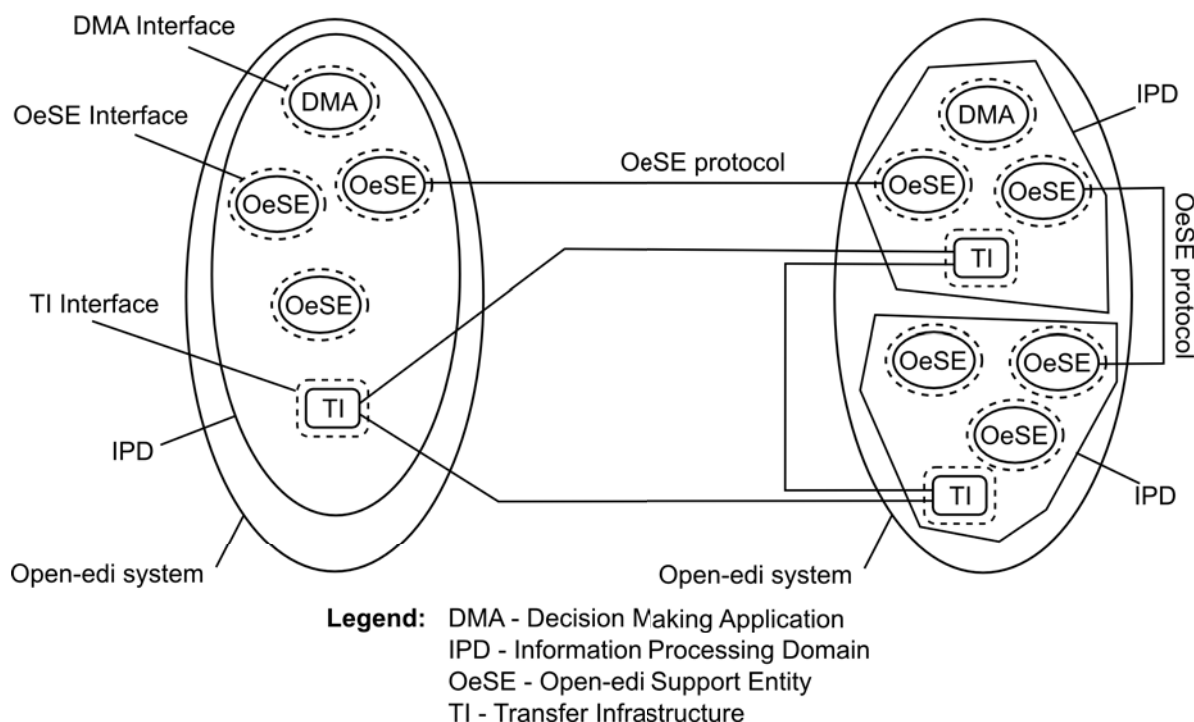 DMA Interface
OeSE Interface
TI Interface
IPD
Open-edi system
DMA
OeSE
OeSE
OeSE
TI
OeSE protocol
DMA
OeSE
OeSE
TI
IPD
OeSE protocol
OeSE
OeSE
OeSE
TI
IPD
Open-edi system
Legend: DMA - Decision Making Application
IPD - Information Processing Domain
OeSE - Open-edi Support Entity
TI - Transfer Infrastructure